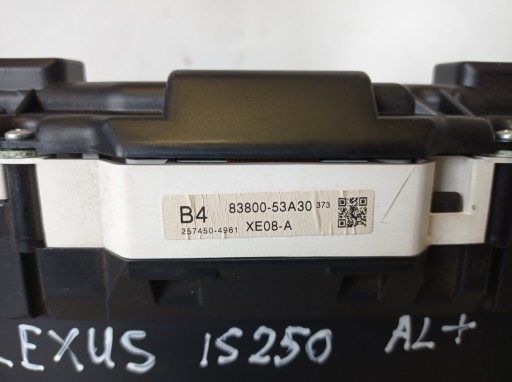 B4 83800-53A30 373
257450-4981 XE08-A
LEXUS IS250 AL+